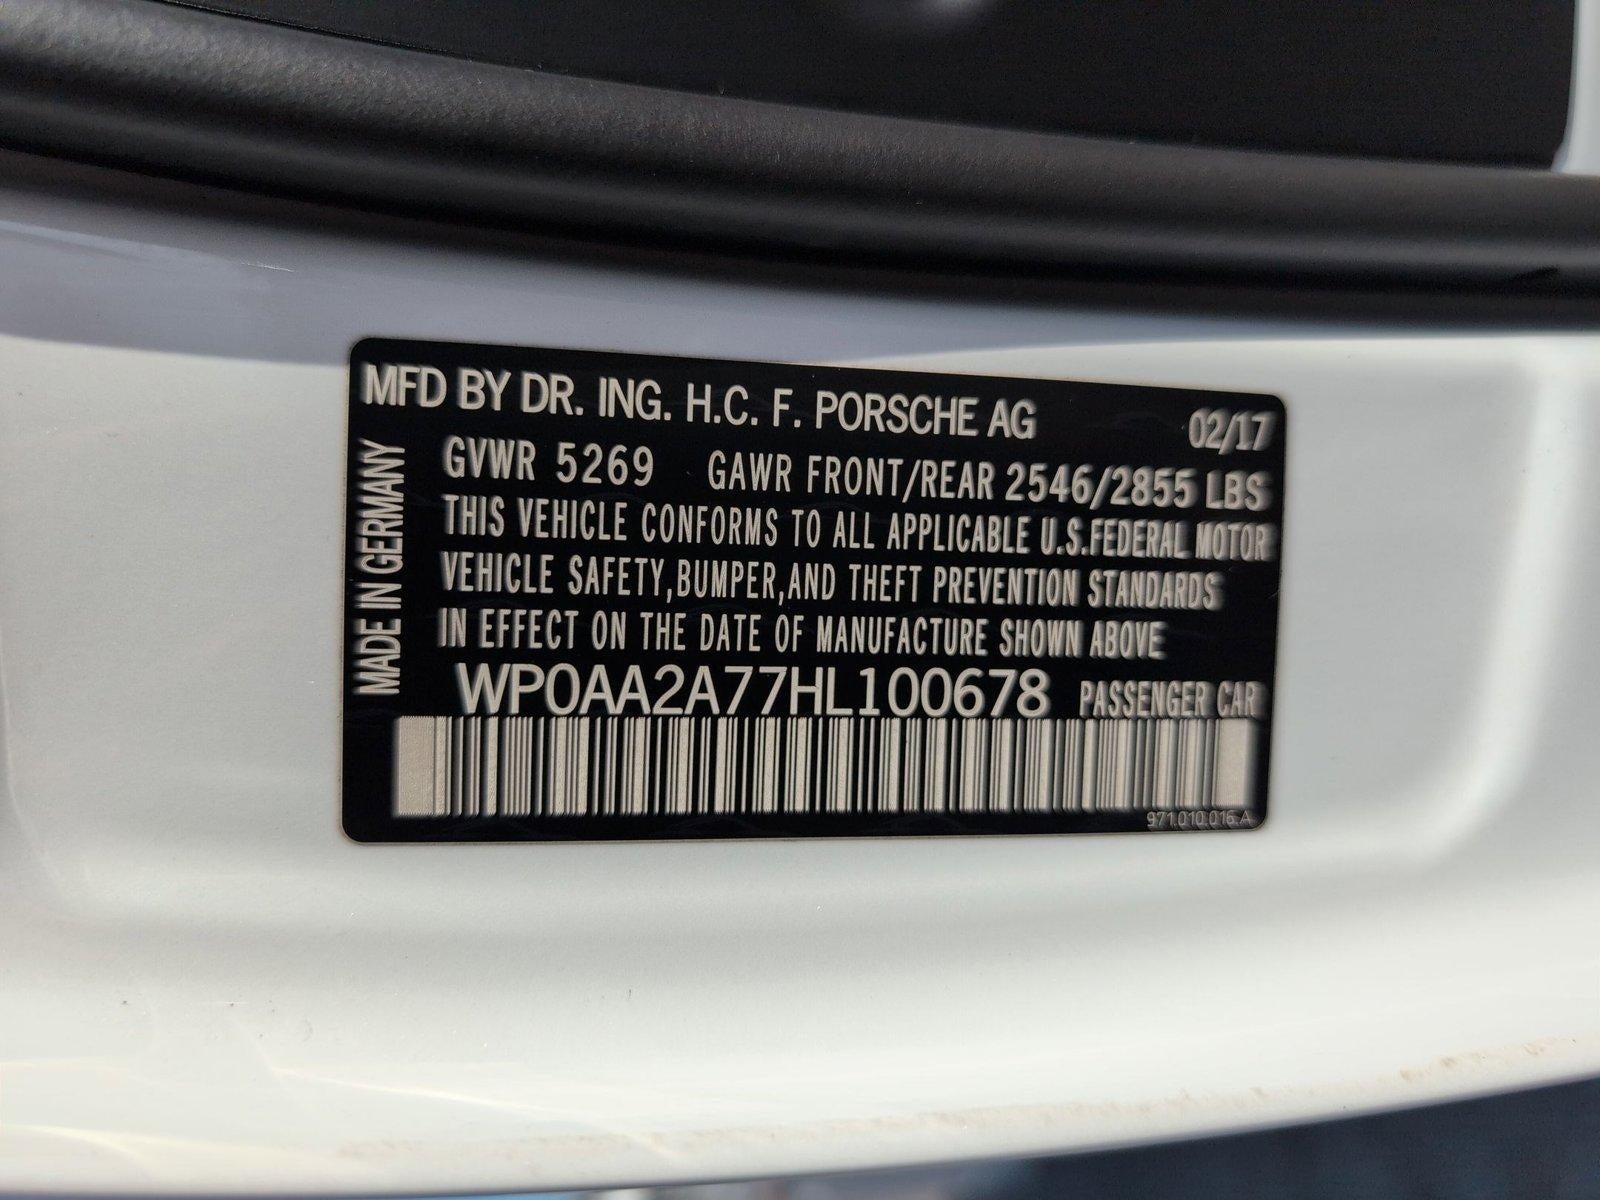 MFD BY DR. ING. H.C. F. PORSCHE AG 02/17
GVWR 5269 GAWR FRONT/REAR 2546/2855 LBS
THIS VEHICLE CONFORMS TO ALL APPLICABLE U.S.FEDERAL MOTOR
VEHICLE SAFETY,BUMPER,AND THEFT PREVENTION STANDARDS
IN EFFECT ON THE DATE OF MANUFACTURE SHOWN ABOVE
WP0AA2A77HL100678 PASSENGER CAR
971.010.016.A
MADE IN GERMANY